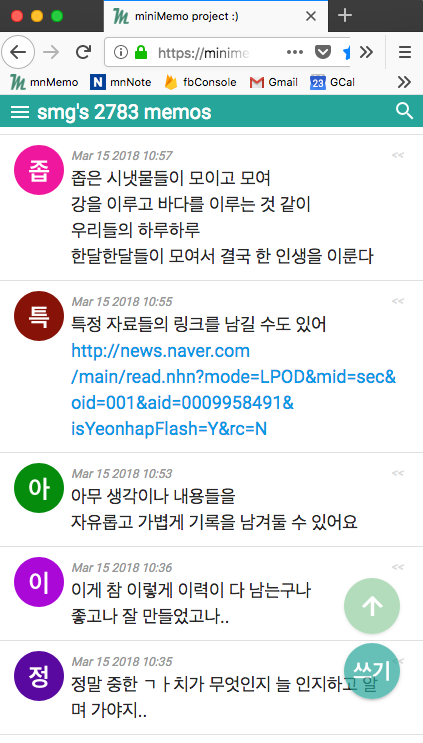 miniMemo project :)
https://minime
mnMemo
mnNote
fbConsole
Gmail
23 GCal
smg's 2783 memos
좁
Mar 15 2018 10:57
<<
좁은 시냇물들이 모이고 모여
강을 이루고 바다를 이루는 것 같이
우리들의 하루하루
한달한달들이 모여서 결국 한 인생을 이룬다
특
Mar 15 2018 10:55
<<
특정 자료들의 링크를 남길 수도 있어
http://news.naver.com
/main/read.nhn?mode=LPOD&mid=sec&
oid=001&aid=0009958491&
isYeonhapFlash=Y&rc=N
아
Mar 15 2018 10:53
<<
아무 생각이나 내용들을
자유롭고 가볍게 기록을 남겨둘 수 있어요
이
Mar 15 2018 10:36
<<
이게 참 이렇게 이력이 다 남는구나
좋고나 잘 만들었고나..
정
Mar 15 2018 10:35
<<
정말 중한 ㄱㅏ치가 무엇인지 늘 인지하고 알
며 가야지..
쓰기